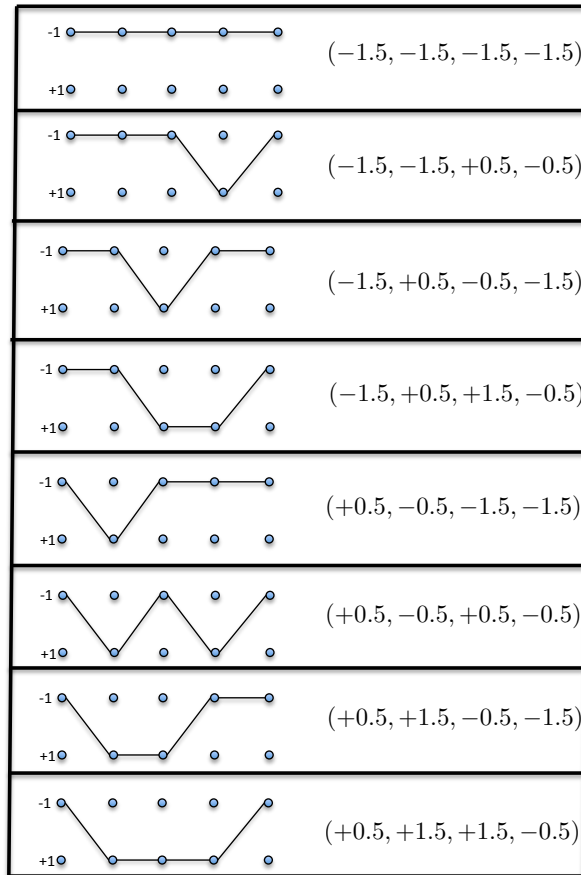 -1 (−1.5, −1.5, −1.5, −1.5)
+1
-1 (−1.5, −1.5, +0.5, −0.5)
+1
-1 (−1.5, +0.5, −0.5, −1.5)
+1
-1 (−1.5, +0.5, +1.5, −0.5)
+1
-1 (+0.5, −0.5, −1.5, −1.5)
+1
-1 (+0.5, −0.5, +0.5, −0.5)
+1
-1 (+0.5, +1.5, −0.5, −1.5)
+1
-1 (+0.5, +1.5, +1.5, −0.5)
+1